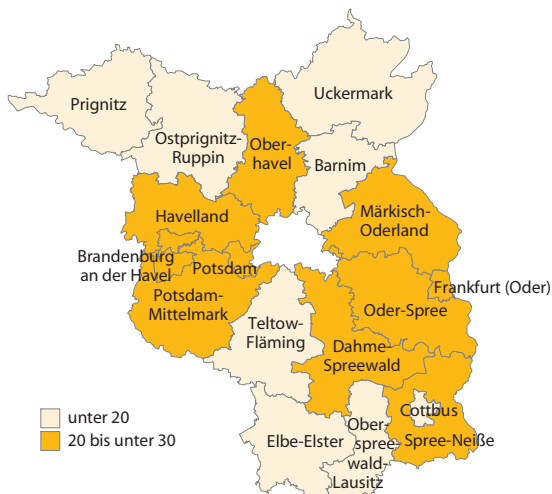 Uckermark
Prignitz
Ostprignitz-
Ruppin
Ober-
havel
Barnim
Havelland
Märkisch-
Oderland
Brandenburg
an der Havel
Potsdam
Frankfurt (Oder)
Potsdam-
Mittelmark
Oder-Spree
Teltow-
Fläming
Dahme-
Spreewald
Cottbus
Spree-Neiße
Elbe-Elster
Ober-
spree-
wald-
Lausitz
unter 20
20 bis unter 30